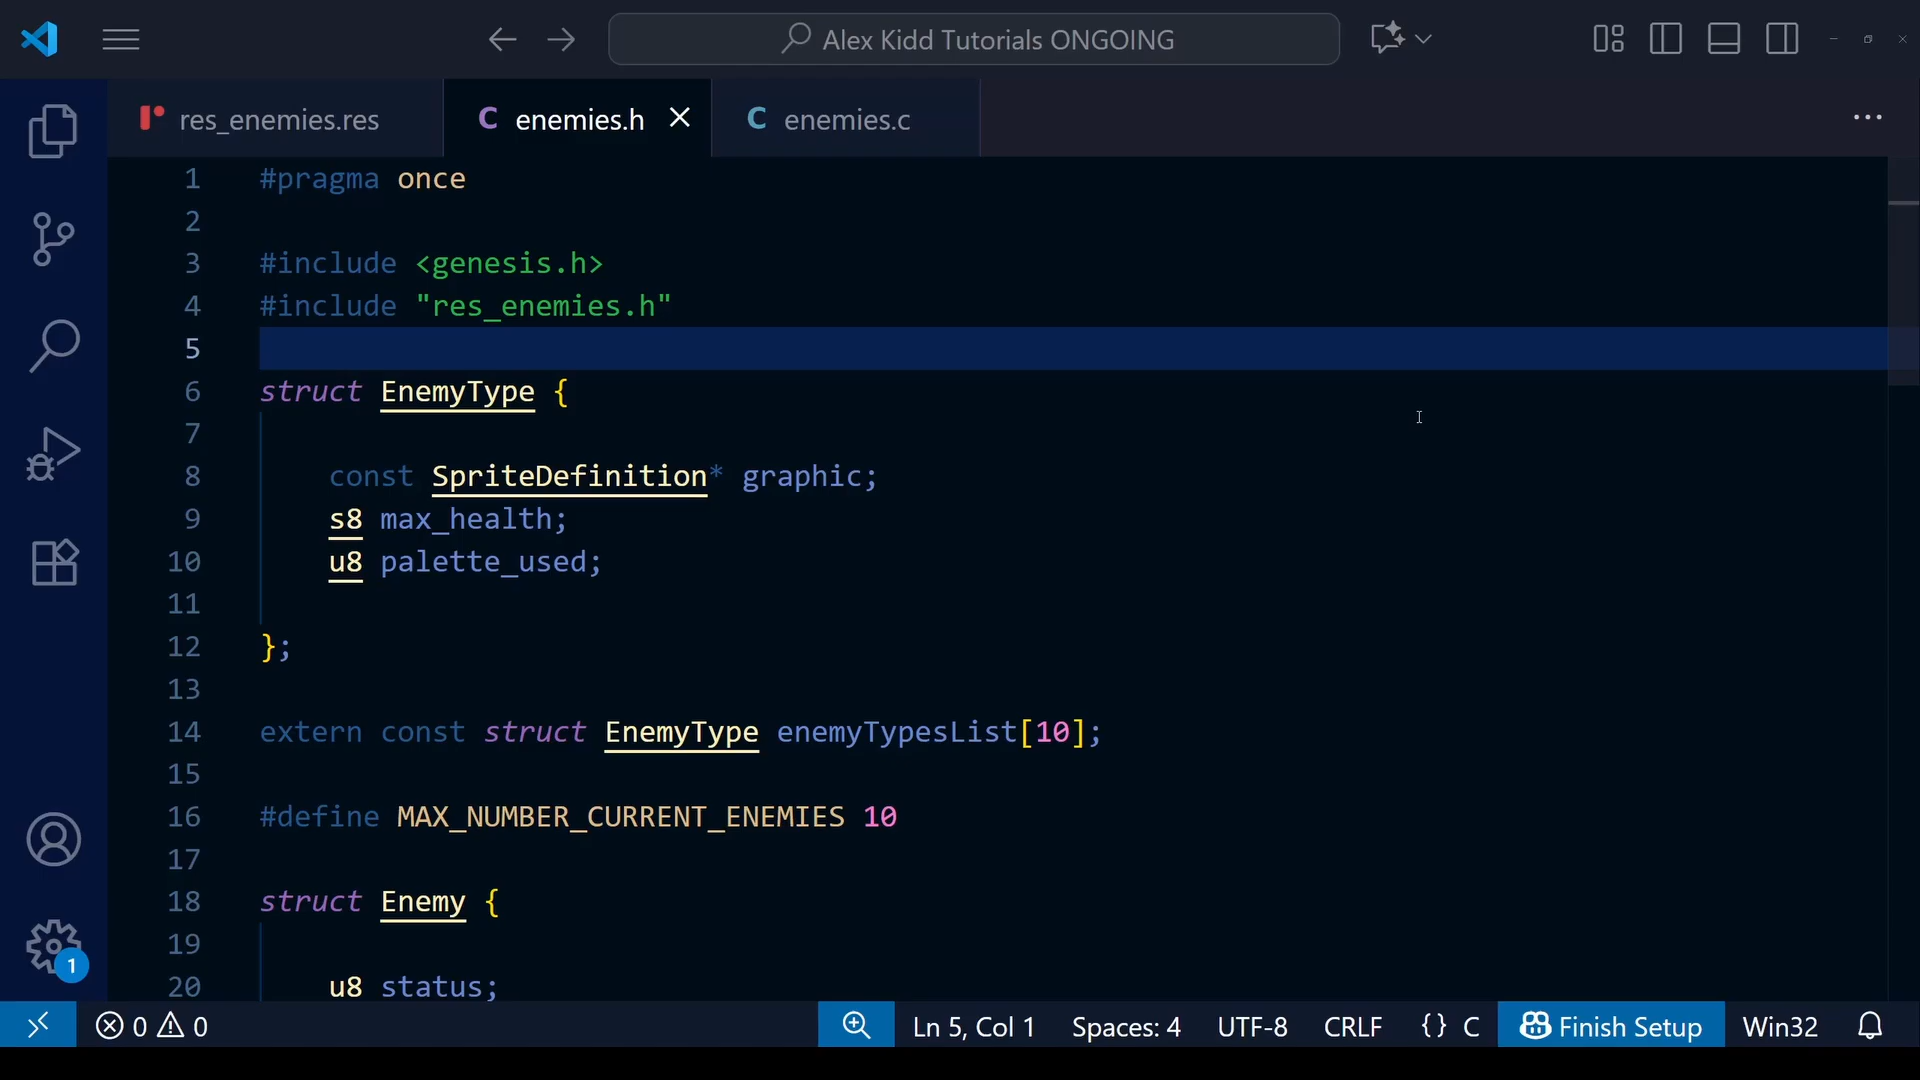 Alex Kidd Tutorials ONGOING
res_enemies.res
C enemies.h
C enemies.c
1 #pragma once
2
3 #include <genesis.h>
4 #include "res_enemies.h"
5
6 struct EnemyType {
7
8 const SpriteDefinition* graphic;
9 s8 max_health;
10 u8 palette_used;
11
12 };
13
14 extern const struct EnemyType enemyTypesList[10];
15
16 #define MAX_NUMBER_CURRENT_ENEMIES 10
17
18 struct Enemy {
19
20 u8 status;
1
0 0 Ln 5, Col 1 Spaces: 4 UTF-8 CRLF {} C Finish Setup Win32